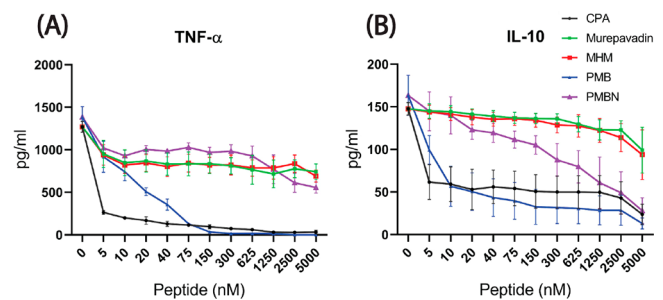 (A)
TNF-α
2000
1500
1000
500
0
pg/ml
0 5 10 20 40 75 150 300 625 1250 2500 5000
Peptide (nM)
(B)
IL-10
200
150
100
50
0
pg/ml
0 5 10 20 40 75 150 300 625 1250 2500 5000
Peptide (nM)
CPA
Murepavadin
MHM
PMB
PMBN